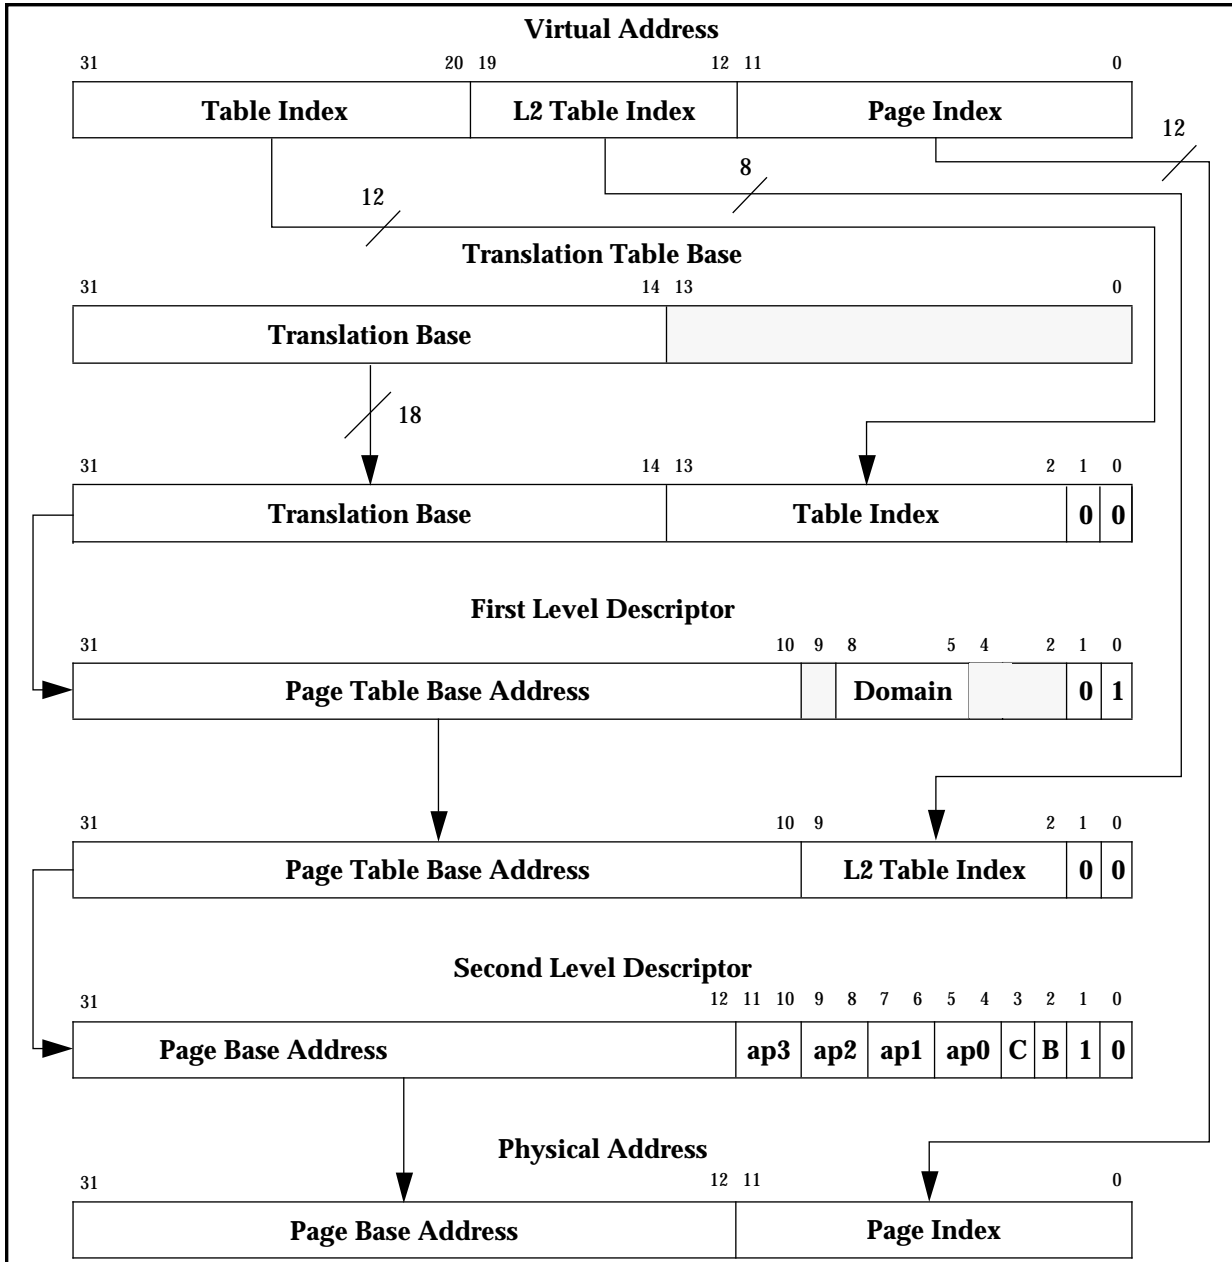 Virtual Address
31 20 19 12 11 0
Table Index L2 Table Index Page Index
12
8
12
Translation Table Base
31 14 13 0
Translation Base
18
31 14 13 2 1 0
Translation Base Table Index 0 0
First Level Descriptor
31 10 9 8 5 4 2 1 0
Page Table Base Address Domain 0 1
31 10 9 2 1 0
Page Table Base Address L2 Table Index 0 0
Second Level Descriptor
31 12 11 10 9 8 7 6 5 4 3 2 1 0
Page Base Address ap3 ap2 ap1 ap0 C B 1 0
Physical Address
31 12 11 0
Page Base Address Page Index